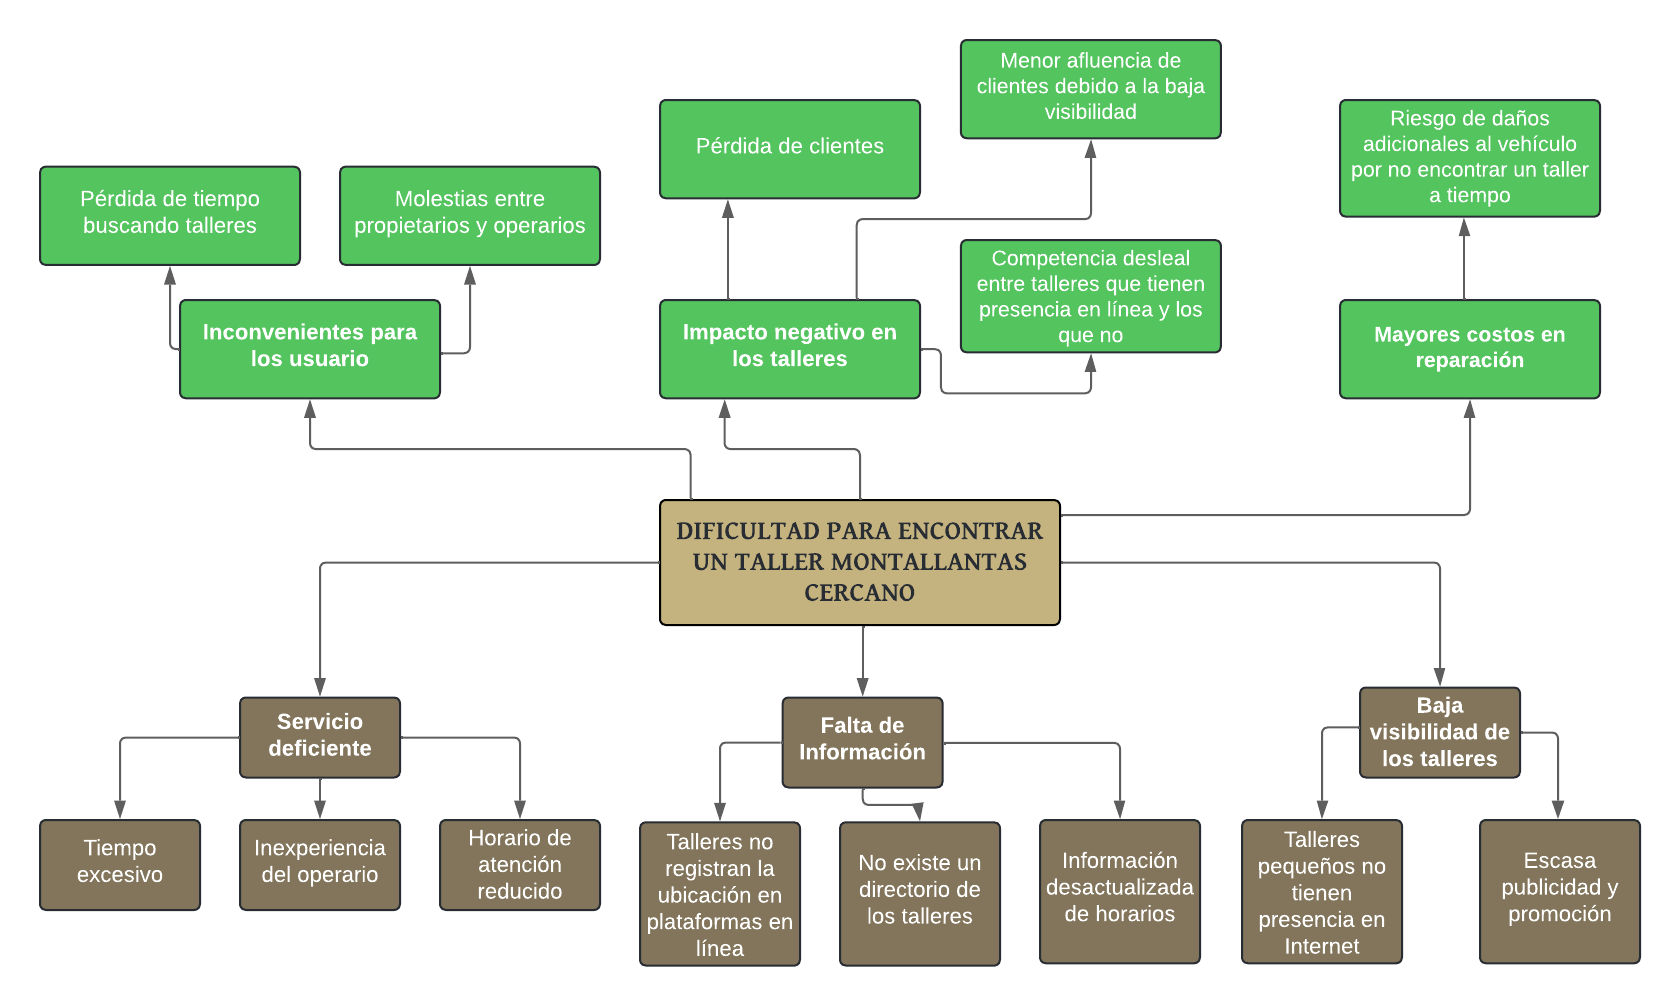 Menor afluencia de
clientes debido a la baja
visibilidad
Pérdida de clientes
Riesgo de daños
adicionales al vehículo
por no encontrar un taller
a tiempo
Pérdida de tiempo
buscando talleres
Molestias entre
propietarios y operarios
Competencia desleal
entre talleres que tienen
presencia en línea y los
que no
Inconvenientes para
los usuario
Impacto negativo en
los talleres
Mayores costos en
reparación
DIFICULTAD PARA ENCONTRAR
UN TALLER MONTALLANTAS
CERCANO
Servicio
deficiente
Falta de
Información
Baja
visibilidad de
los talleres
Tiempo
excesivo
Inexperiencia
del operario
Horario de
atención
reducido
Talleres no
registran la
ubicación en
plataformas en
línea
No existe un
directorio de
los talleres
Información
desactualizada
de horarios
Talleres
pequeños no
tienen
presencia en
Internet
Escasa
publicidad y
promoción